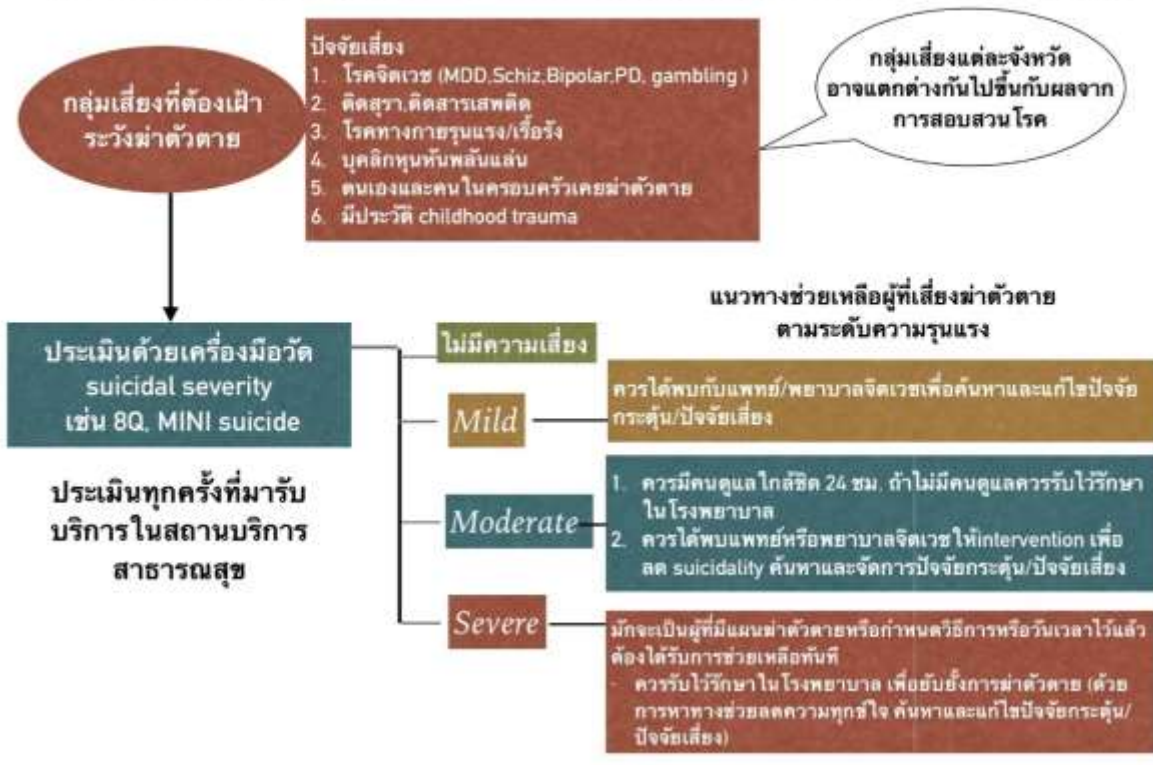 กลุ่มเสี่ยงที่ต้องเฝ้า
ระวังฆ่าตัวตาย
ปัจจัยเสี่ยง
1. โรคจิตเวช (MDD,Schiz,Bipolar,PD, gambling )
2. ติดสุรา,ติดสารเสพติด
3. โรคทางกายรุนแรง/เรื้อรัง
4. บุคลิกหุนหันพลันแล่น
5. ตนเองและคนในครอบครัวเคยฆ่าตัวตาย
6. มีประวัติ childhood trauma
กลุ่มเสี่ยงแต่ละจังหวัด
อาจแตกต่างกันไปขึ้นกับผลจาก
การสอบสวนโรค
แนวทางช่วยเหลือผู้ที่เสี่ยงฆ่าตัวตาย
ตามระดับความรุนแรง
ประเมินด้วยเครื่องมือวัด
suicidal severity
เช่น 8Q, MINI suicide
ประเมินทุกครั้งที่มารับ
บริการในสถานบริการ
สาธารณสุข
ไม่มีความเสี่ยง
Mild
ควรได้พบกับแพทย์/พยาบาลจิตเวชเพื่อค้นหาและแก้ไขปัจจัย
กระตุ้น/ปัจจัยเสี่ยง
Moderate
1. ควรมีคนดูแลใกล้ชิด 24 ชม. ถ้าไม่มีคนดูแลควรรับไว้รักษา
ในโรงพยาบาล
2. ควรได้พบแพทย์หรือพยาบาลจิตเวชให้intervention เพื่อ
ลด suicidality ค้นหาและจัดการปัจจัยกระตุ้น/ปัจจัยเสี่ยง
Severe
มักจะเป็นผู้ที่มีแผนฆ่าตัวตายหรือกำหนดวิธีการหรือวันเวลาไว้แล้ว
ต้องได้รับการช่วยเหลือทันที
- ควรรับไว้รักษาในโรงพยาบาล เพื่อยับยั้งการฆ่าตัวตาย (ด้วย
การหาทางช่วยลดความทุกข์ใจ ค้นหาและแก้ไขปัจจัยกระตุ้น/
ปัจจัยเสี่ยง)